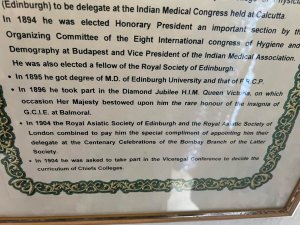 (Edinburgh) to be delegate at the Indian Medical Congress held at Calcutta.
In 1894 he was elected Honorary President an important section by the
Organizing Committee of the Eight International congress of Hygiene and
Demography at Budapest and Vice President of the Indian Medical Association.
He was also elected a fellow of the Royal Society of Edinburgh.
• In 1895 he got degree of M.D. of Edinburgh University and that of F.R.C.P.
• In 1896 he took part in the Diamond Jubilee H.I.M. Queen Victoria, on which
occasion Her Majesty bestowed upon him the rare honour of the insignia of
G.C.I.E. at Balmoral.
• In 1904 the Royal Asiatic Society of Edinburgh and the Royal Asiatic Society of
London combined to pay him the special compliment of appointing him their
delegate at the Centenary Celebrations of the Bombay Branch of the Latter
Society.
• In 1904 he was asked to take part in the Viceregal Conference to decide the
curriculum of Chiefs Colleges.